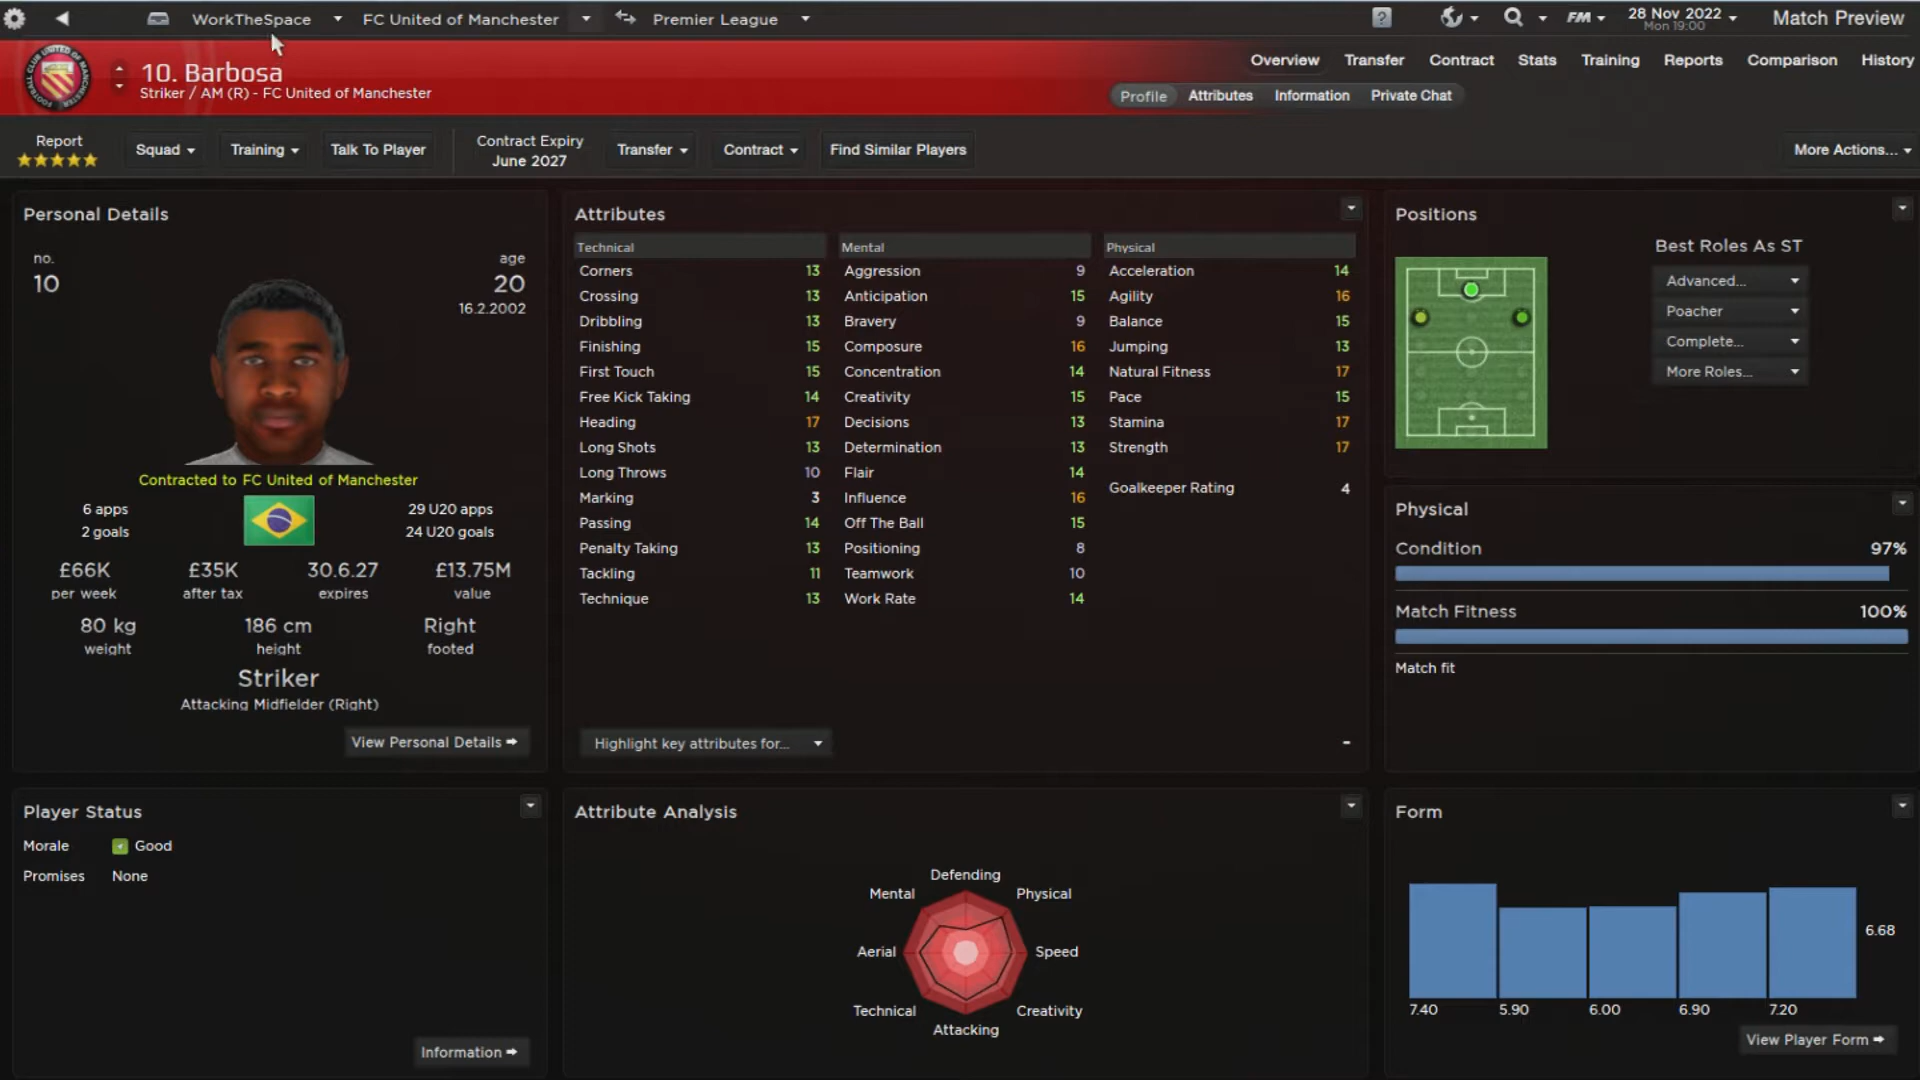 WorkTheSpace FC United of Manchester Premier League ? FM 28 Nov 2022 Match Preview
Mon 19:00
10. Barbosa
Striker / AM (R) - FC United of Manchester
Overview Transfer Contract Stats Training Reports Comparison History
Profile Attributes Information Private Chat
Report Squad Training Talk To Player Contract Expiry June 2027 Transfer Contract Find Similar Players More Actions...
Personal Details
no. age
10 20
16.2.2002
Contracted to FC United of Manchester
6 apps 29 U20 apps
2 goals 24 U20 goals
£66K £35K 30.6.27 £13.75M
per week after tax expires value
80 kg 186 cm Right
weight height footed
Striker
Attacking Midfielder (Right)
View Personal Details
Attributes
Technical Mental Physical
Corners 13 Aggression 9 Acceleration 14
Crossing 13 Anticipation 15 Agility 16
Dribbling 13 Bravery 9 Balance 15
Finishing 15 Composure 16 Jumping 13
First Touch 15 Concentration 14 Natural Fitness 17
Free Kick Taking 14 Creativity 15 Pace 15
Heading 17 Decisions 13 Stamina 17
Long Shots 13 Determination 13 Strength 17
Long Throws 10 Flair 14
Marking 3 Influence 16 Goalkeeper Rating 4
Passing 14 Off The Ball 15
Penalty Taking 13 Positioning 8
Tackling 11 Teamwork 10
Technique 13 Work Rate 14
Highlight key attributes for... -
Positions
Best Roles As ST
Advanced...
Poacher
Complete...
More Roles...
Physical
Condition 97%
Match Fitness 100%
Match fit
Player Status
Morale Good
Promises None
Information
Attribute Analysis
Defending
Mental Physical
Aerial Speed
Technical Creativity
Attacking
Form
6.68
7.40 5.90 6.00 6.90 7.20
View Player Form